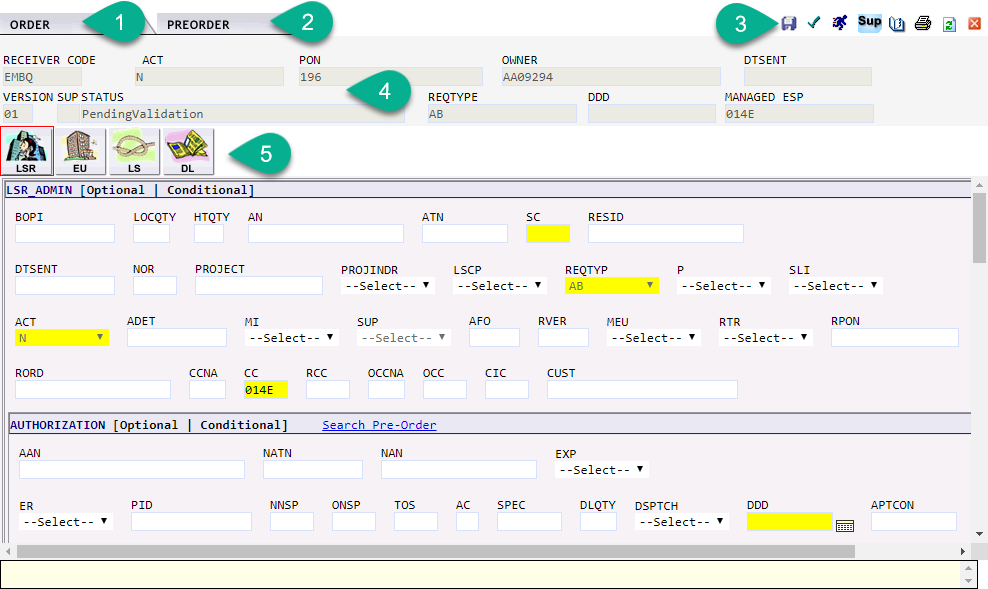 ORDER 1 PREORDER 2 3 Sup
RECEIVER CODE ACT PON OWNER DTSENT
EMBQ N 196 AA09294
4
VERSION SUP STATUS REQTYPE DDD MANAGED ESP
01 PendingValidation AB 014E
5
LSR EU LS DL
LSR_ADMIN [Optional | Conditional]
BOPI LOCQTY HTQTY AN ATN SC RESID
DTSENT NOR PROJECT PROJINDR LSCP REQTYP P SLI
--Select-- --Select-- AB --Select-- --Select--
ACT ADET MI SUP AFO RVER MEU RTR RPON
N --Select-- --Select-- --Select-- --Select--
RORD CCNA CC RCC OCCNA OCC CIC CUST
014E
AUTHORIZATION [Optional | Conditional] Search Pre-Order
AAN NATN NAN EXP
--Select--
ER PID NNSP ONSP TOS AC SPEC DLQTY DSPTCH DDD APTCON
--Select-- --Select--